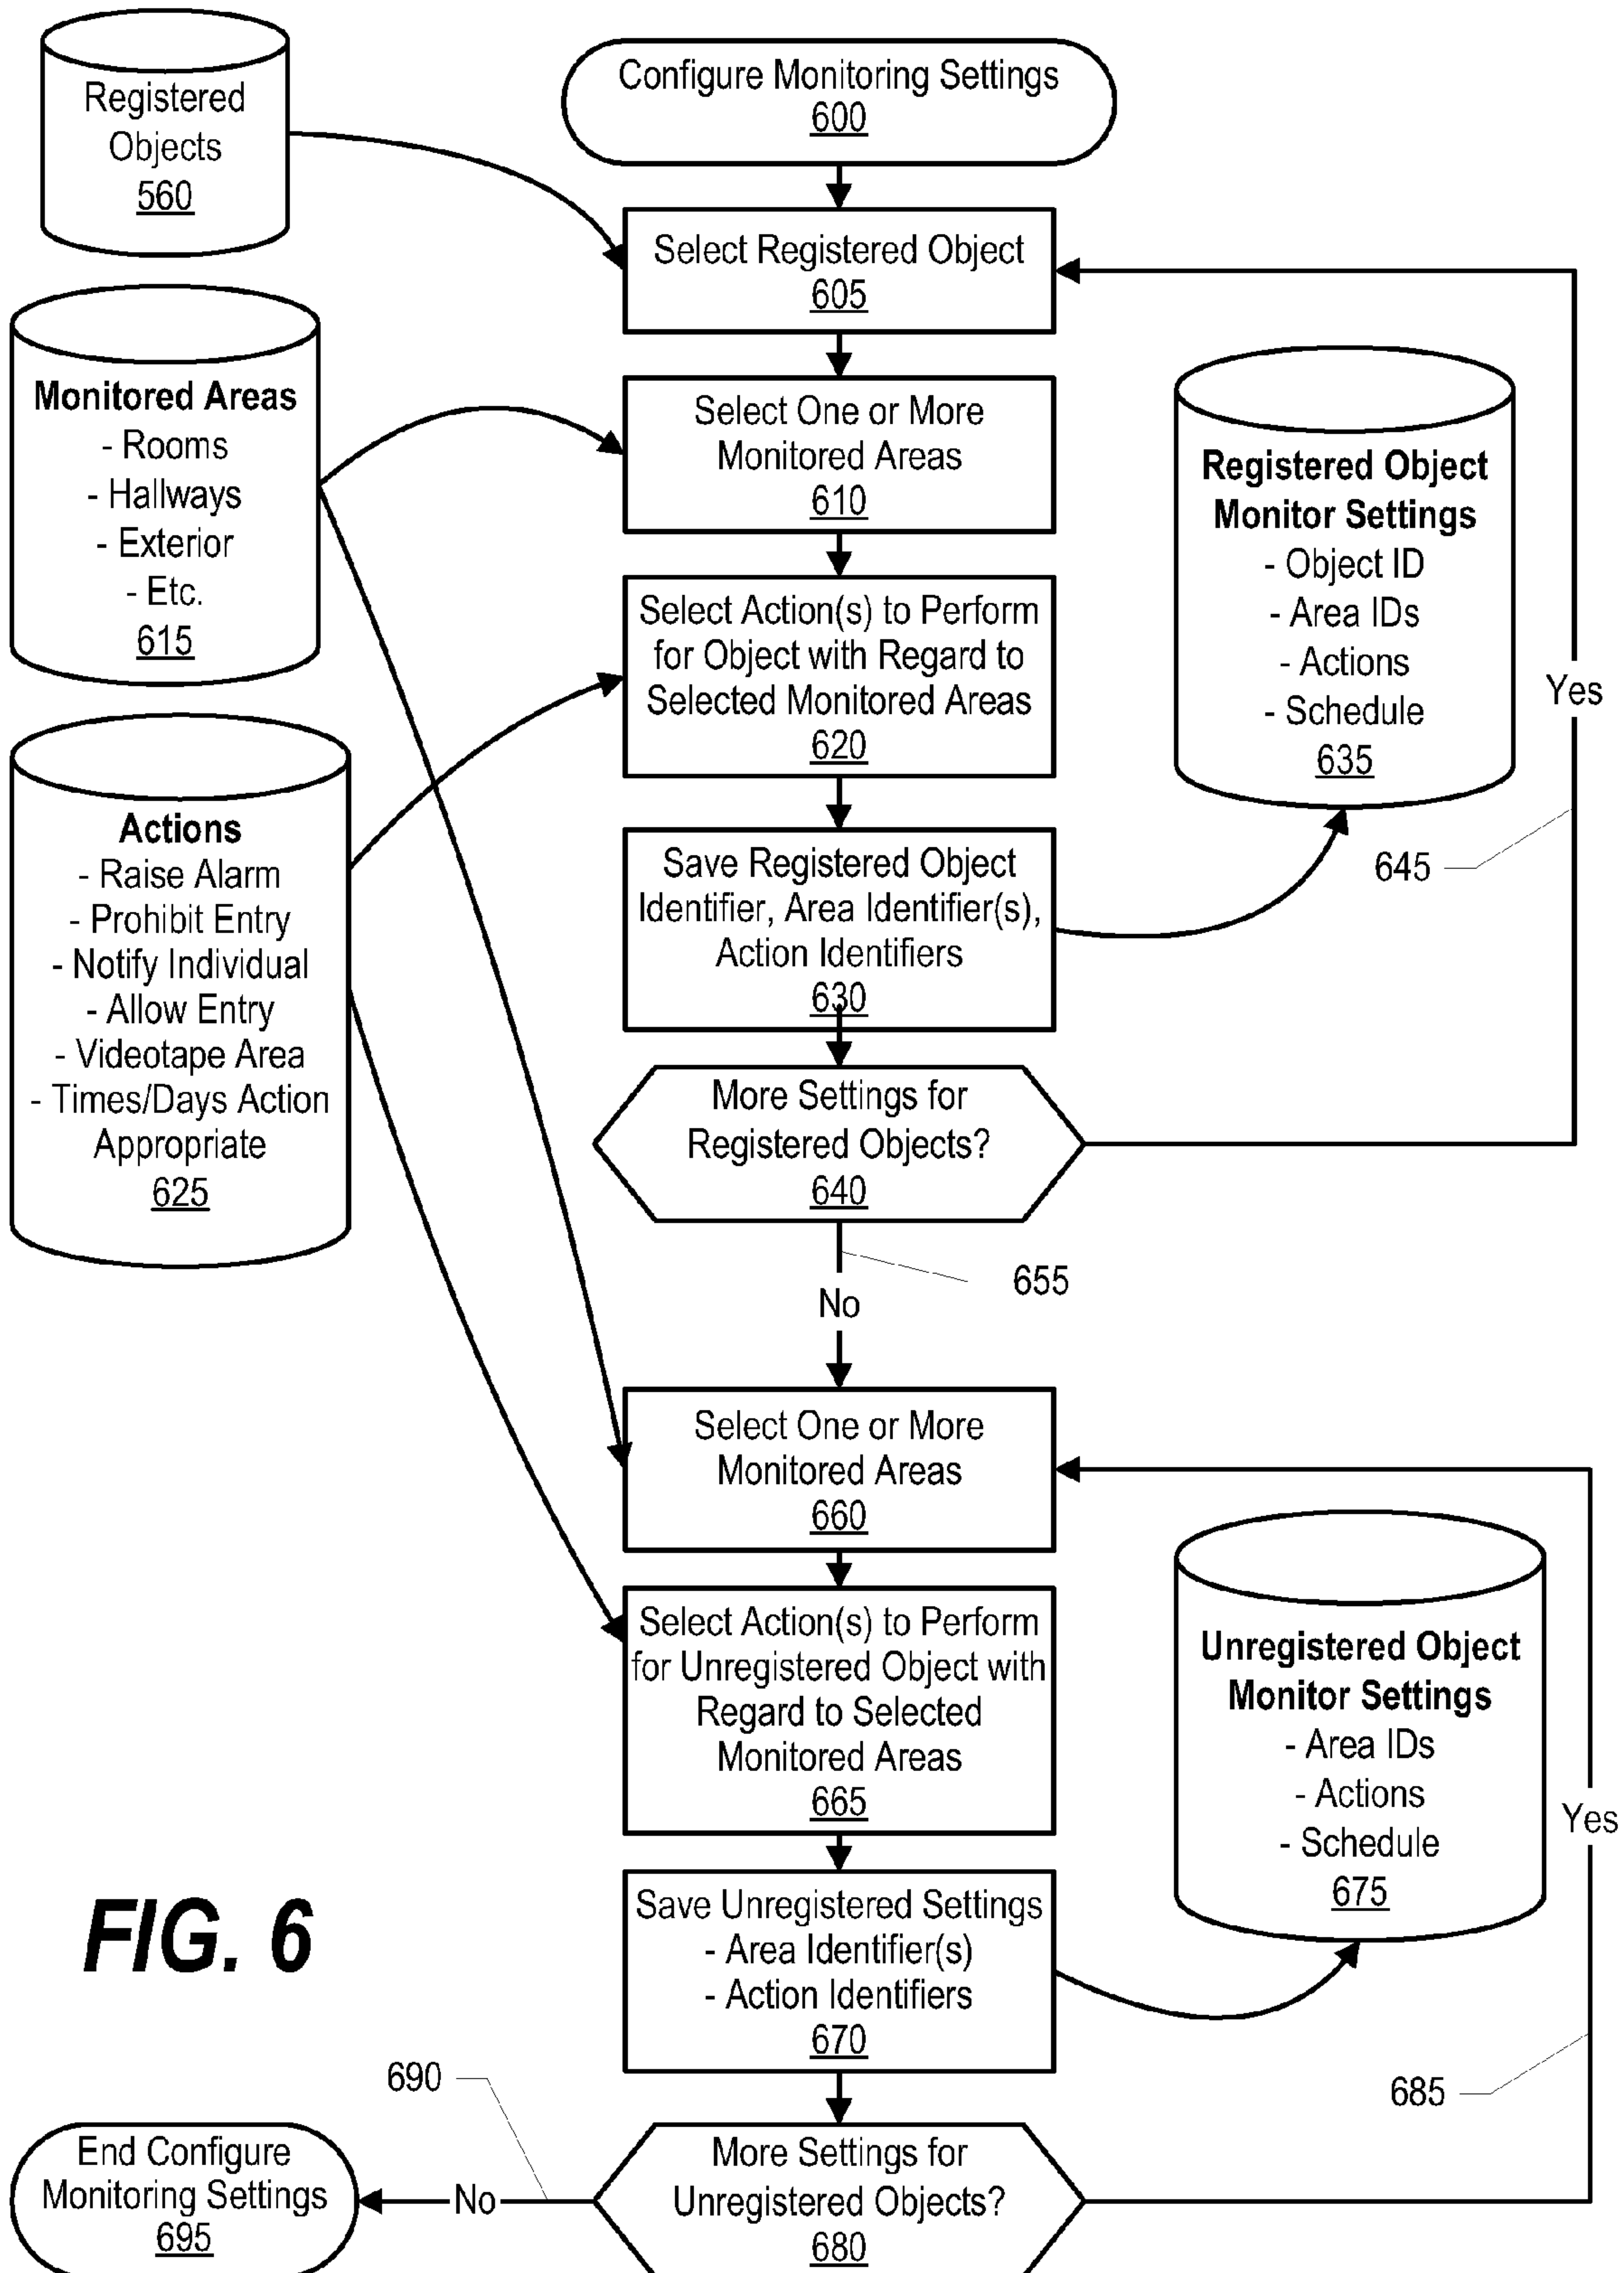 Registered
Objects
560
Configure Monitoring Settings
600
Select Registered Object
605
Monitored Areas
- Rooms
- Hallways
- Exterior
- Etc.
615
Select One or More
Monitored Areas
610
Registered Object
Monitor Settings
- Object ID
- Area IDs
- Actions
- Schedule
635
Yes
645
Select Action(s) to Perform
for Object with Regard to
Selected Monitored Areas
620
Actions
- Raise Alarm
- Prohibit Entry
- Notify Individual
- Allow Entry
- Videotape Area
- Times/Days Action
Appropriate
625
Save Registered Object
Identifier, Area Identifier(s),
Action Identifiers
630
More Settings for
Registered Objects?
640
655
No
Select One or More
Monitored Areas
660
Select Action(s) to Perform
for Unregistered Object with
Regard to Selected
Monitored Areas
665
Unregistered Object
Monitor Settings
- Area IDs
- Actions
- Schedule
675
Yes
685
Save Unregistered Settings
- Area Identifier(s)
- Action Identifiers
670
FIG. 6
690
More Settings for
Unregistered Objects?
680
No
End Configure
Monitoring Settings
695